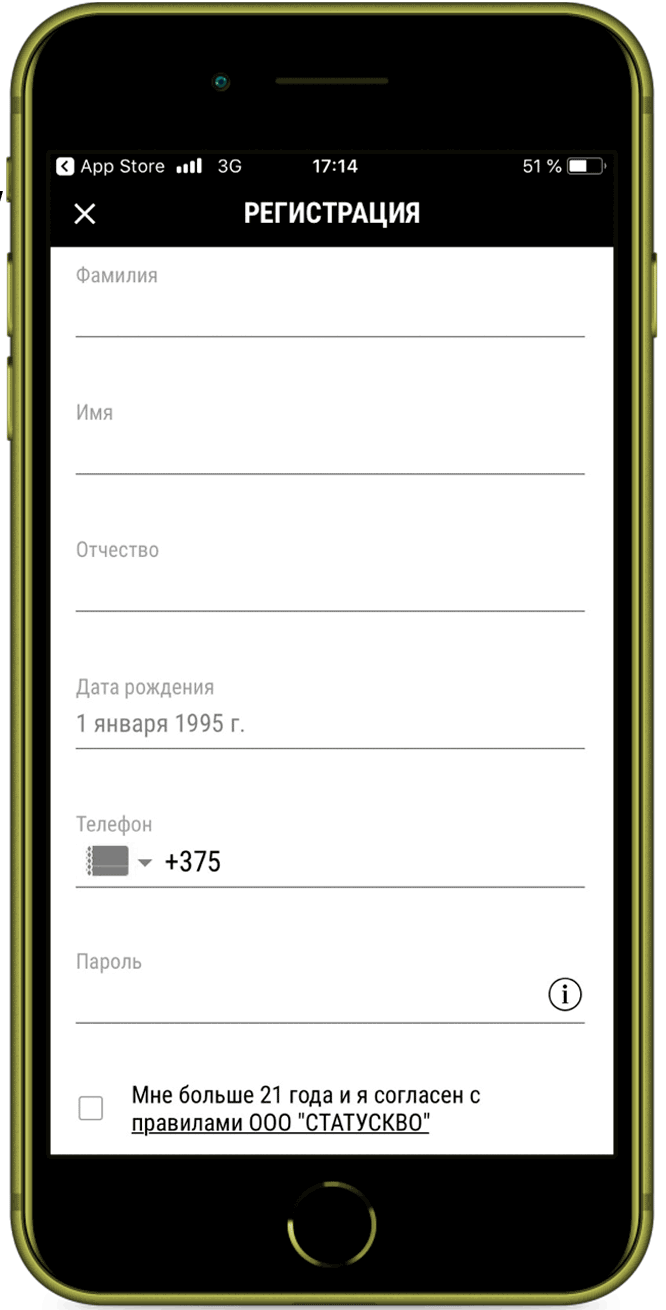 App Store 3G 17:14 51 %
РЕГИСТРАЦИЯ
Фамилия
Имя
Отчество
Дата рождения
1 января 1995 г.
Телефон
+375
Пароль
i
Мне больше 21 года и я согласен с
правилами ООО "СТАТУСКВО"